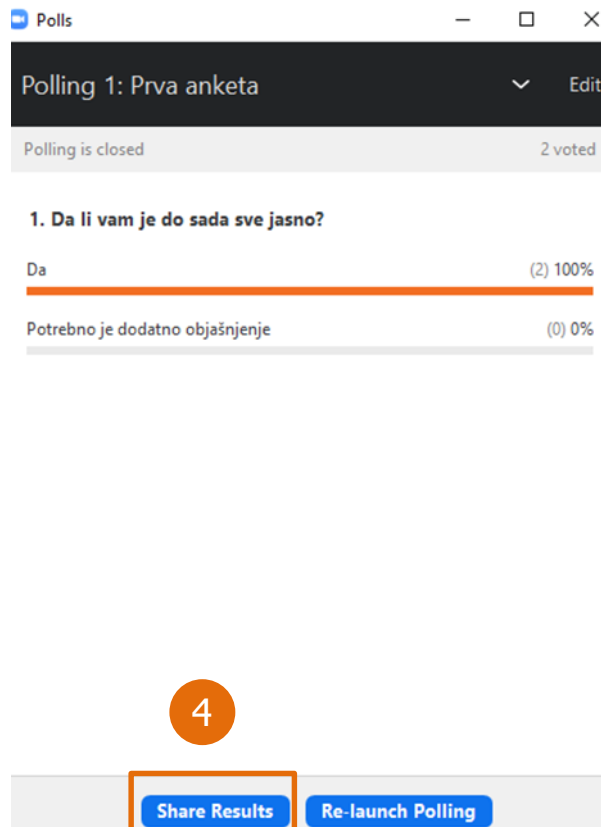 Polls
Polling 1: Prva anketa Edit
Polling is closed 2 voted
1. Da li vam je do sada sve jasno?
Da (2) 100%
Potrebno je dodatno objašnjenje (0) 0%
4
Share Results Re-launch Polling